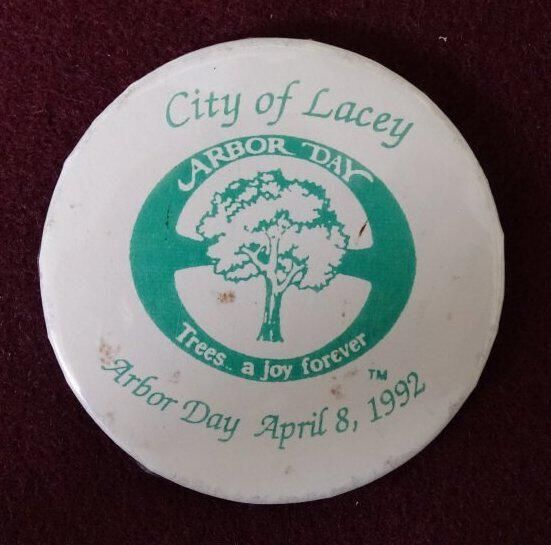 City of Lacey
ARBOR DAY
Trees.. a joy forever
TM
Arbor Day April 8, 1992